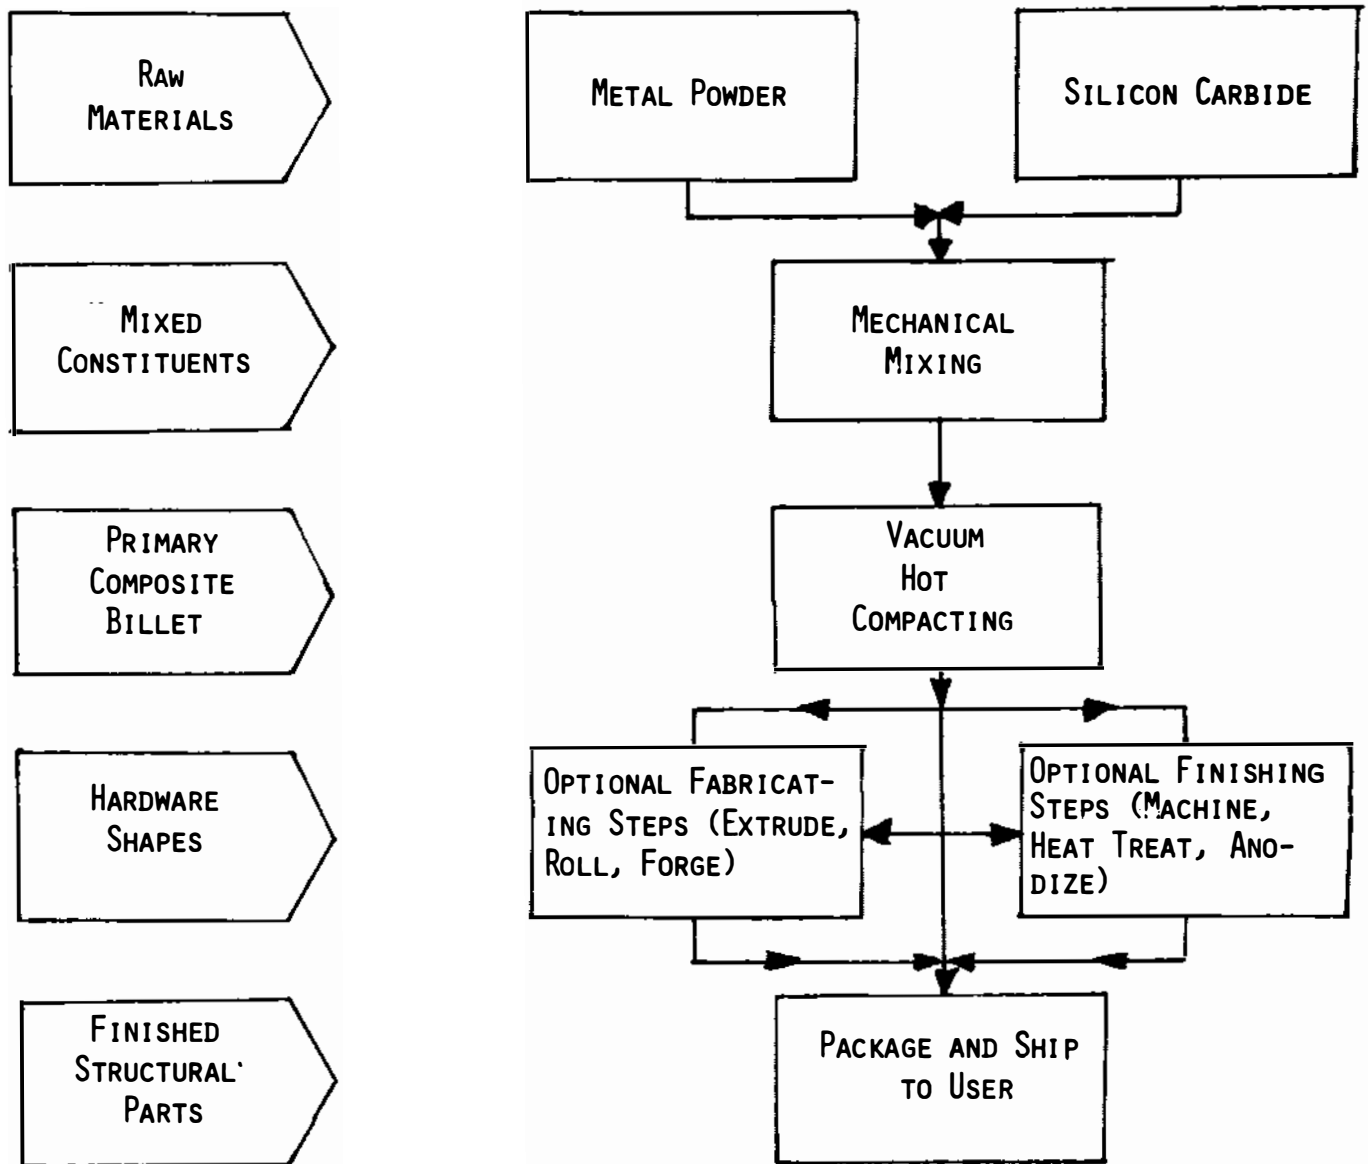 RAW
MATERIALS
METAL POWDER
SILICON CARBIDE
MIXED
CONSTITUENTS
MECHANICAL
MIXING
PRIMARY
COMPOSITE
BILLET
VACUUM
HOT
COMPACTING
HARDWARE
SHAPES
OPTIONAL FABRICAT-
ING STEPS (EXTRUDE,
ROLL, FORGE)
OPTIONAL FINISHING
STEPS (MACHINE,
HEAT TREAT, ANO-
DIZE)
FINISHED
STRUCTURAL
PARTS
PACKAGE AND SHIP
TO USER